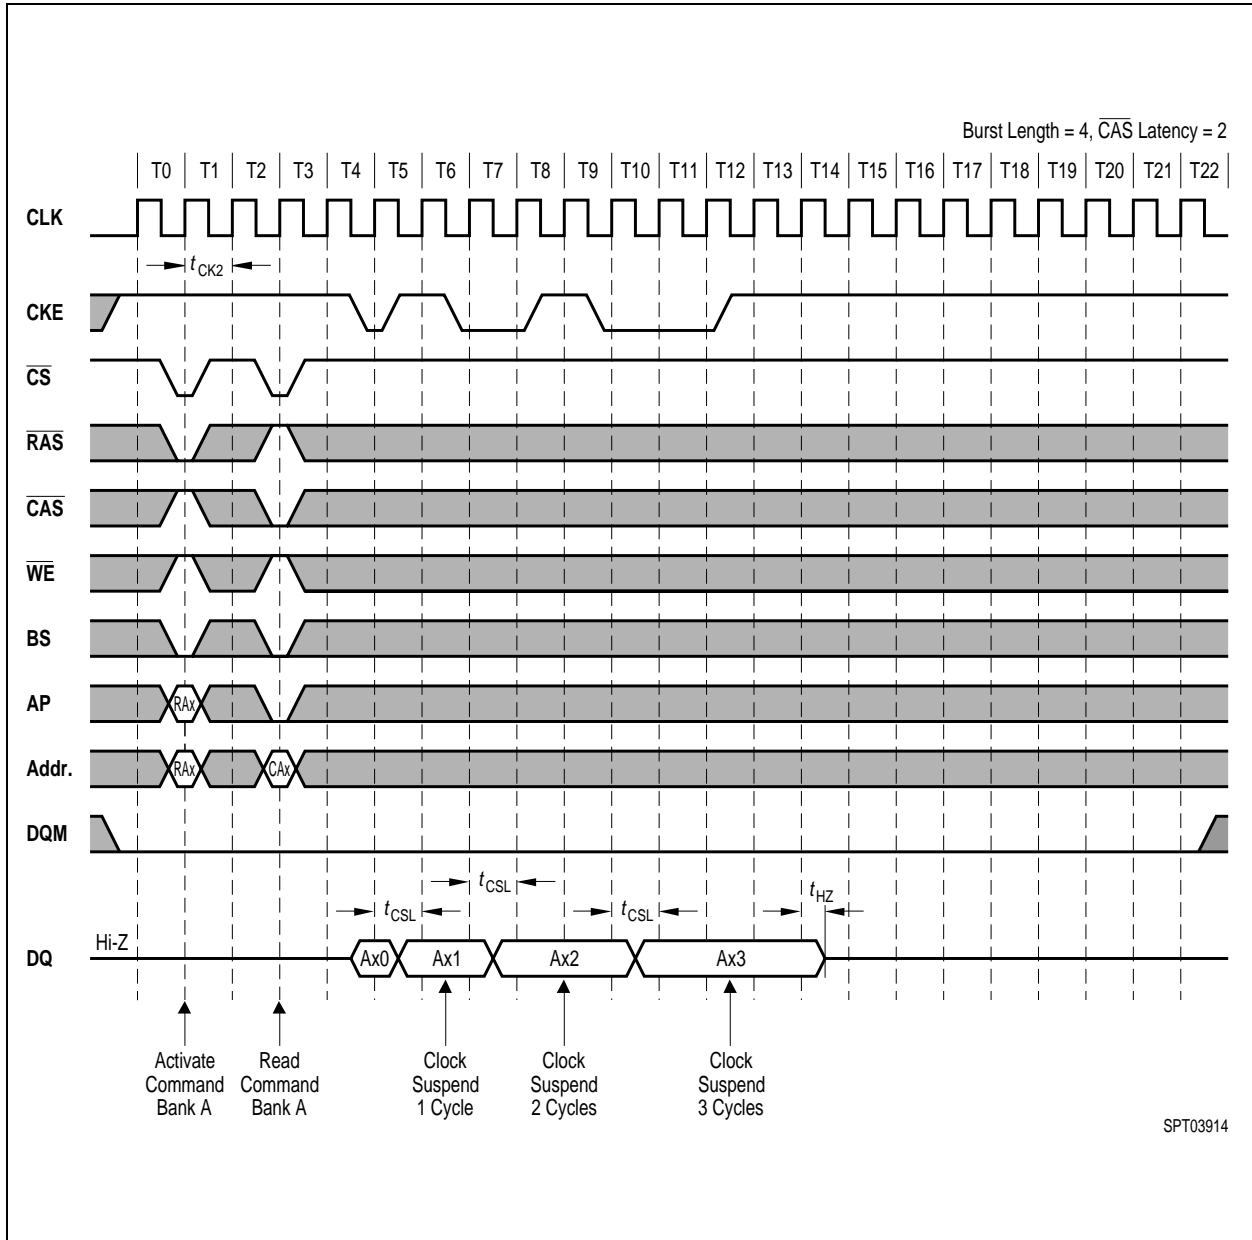 Burst Length = 4, CAS Latency = 2
T0 T1 T2 T3 T4 T5 T6 T7 T8 T9 T10 T11 T12 T13 T14 T15 T16 T17 T18 T19 T20 T21 T22
CLK
tCK2
CKE
CS
RAS
CAS
WE
BS
AP RAx
Addr. RAx CAx
DQM
tCSL tCSL tCSL tHZ
Hi-Z
DQ Ax0 Ax1 Ax2 Ax3
Activate Command Bank A
Read Command Bank A
Clock Suspend 1 Cycle
Clock Suspend 2 Cycles
Clock Suspend 3 Cycles
SPT03914